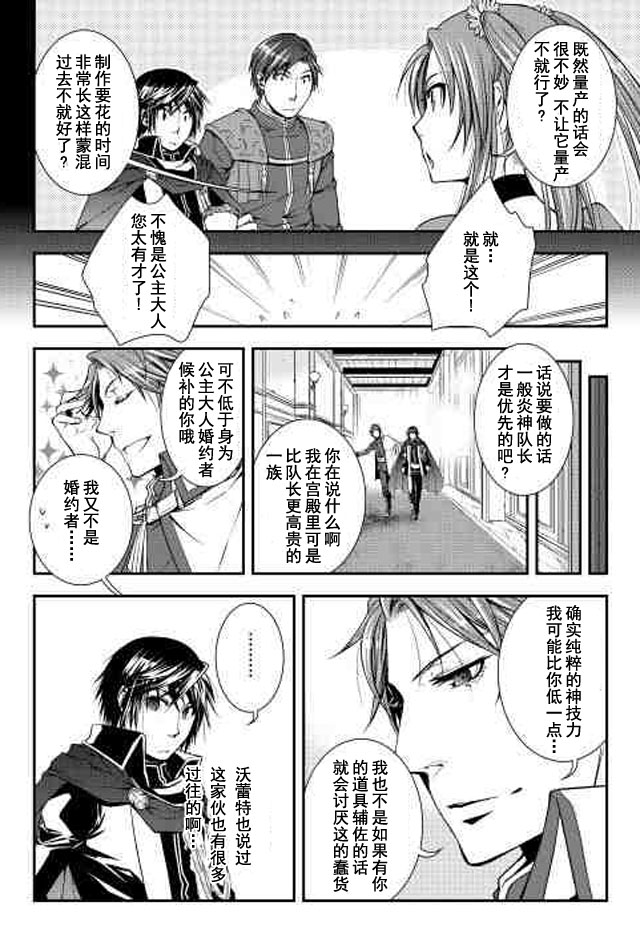 既然量产的话会
很不妙 不让它量产
不就行了?
制作要花的时间
非常长这样蒙混
过去不就好了?
就…
就是这个!
不愧是公主大人
您太有才了!
话说要做的话
一般炎神队长
才是优先的吧?
你在说什么啊
我在宫殿里可是
比队长更高贵的
一族
可不低于身为
公主大人婚约者
候补的你哦
我又不是
婚约者……
确实纯粹的神技力
我可能比你低一点…
我也不是如果有你
的道具辅佐的话
就会讨厌这的蠢货
………
沃蕾特也说过
这家伙也有很多
过往的啊…